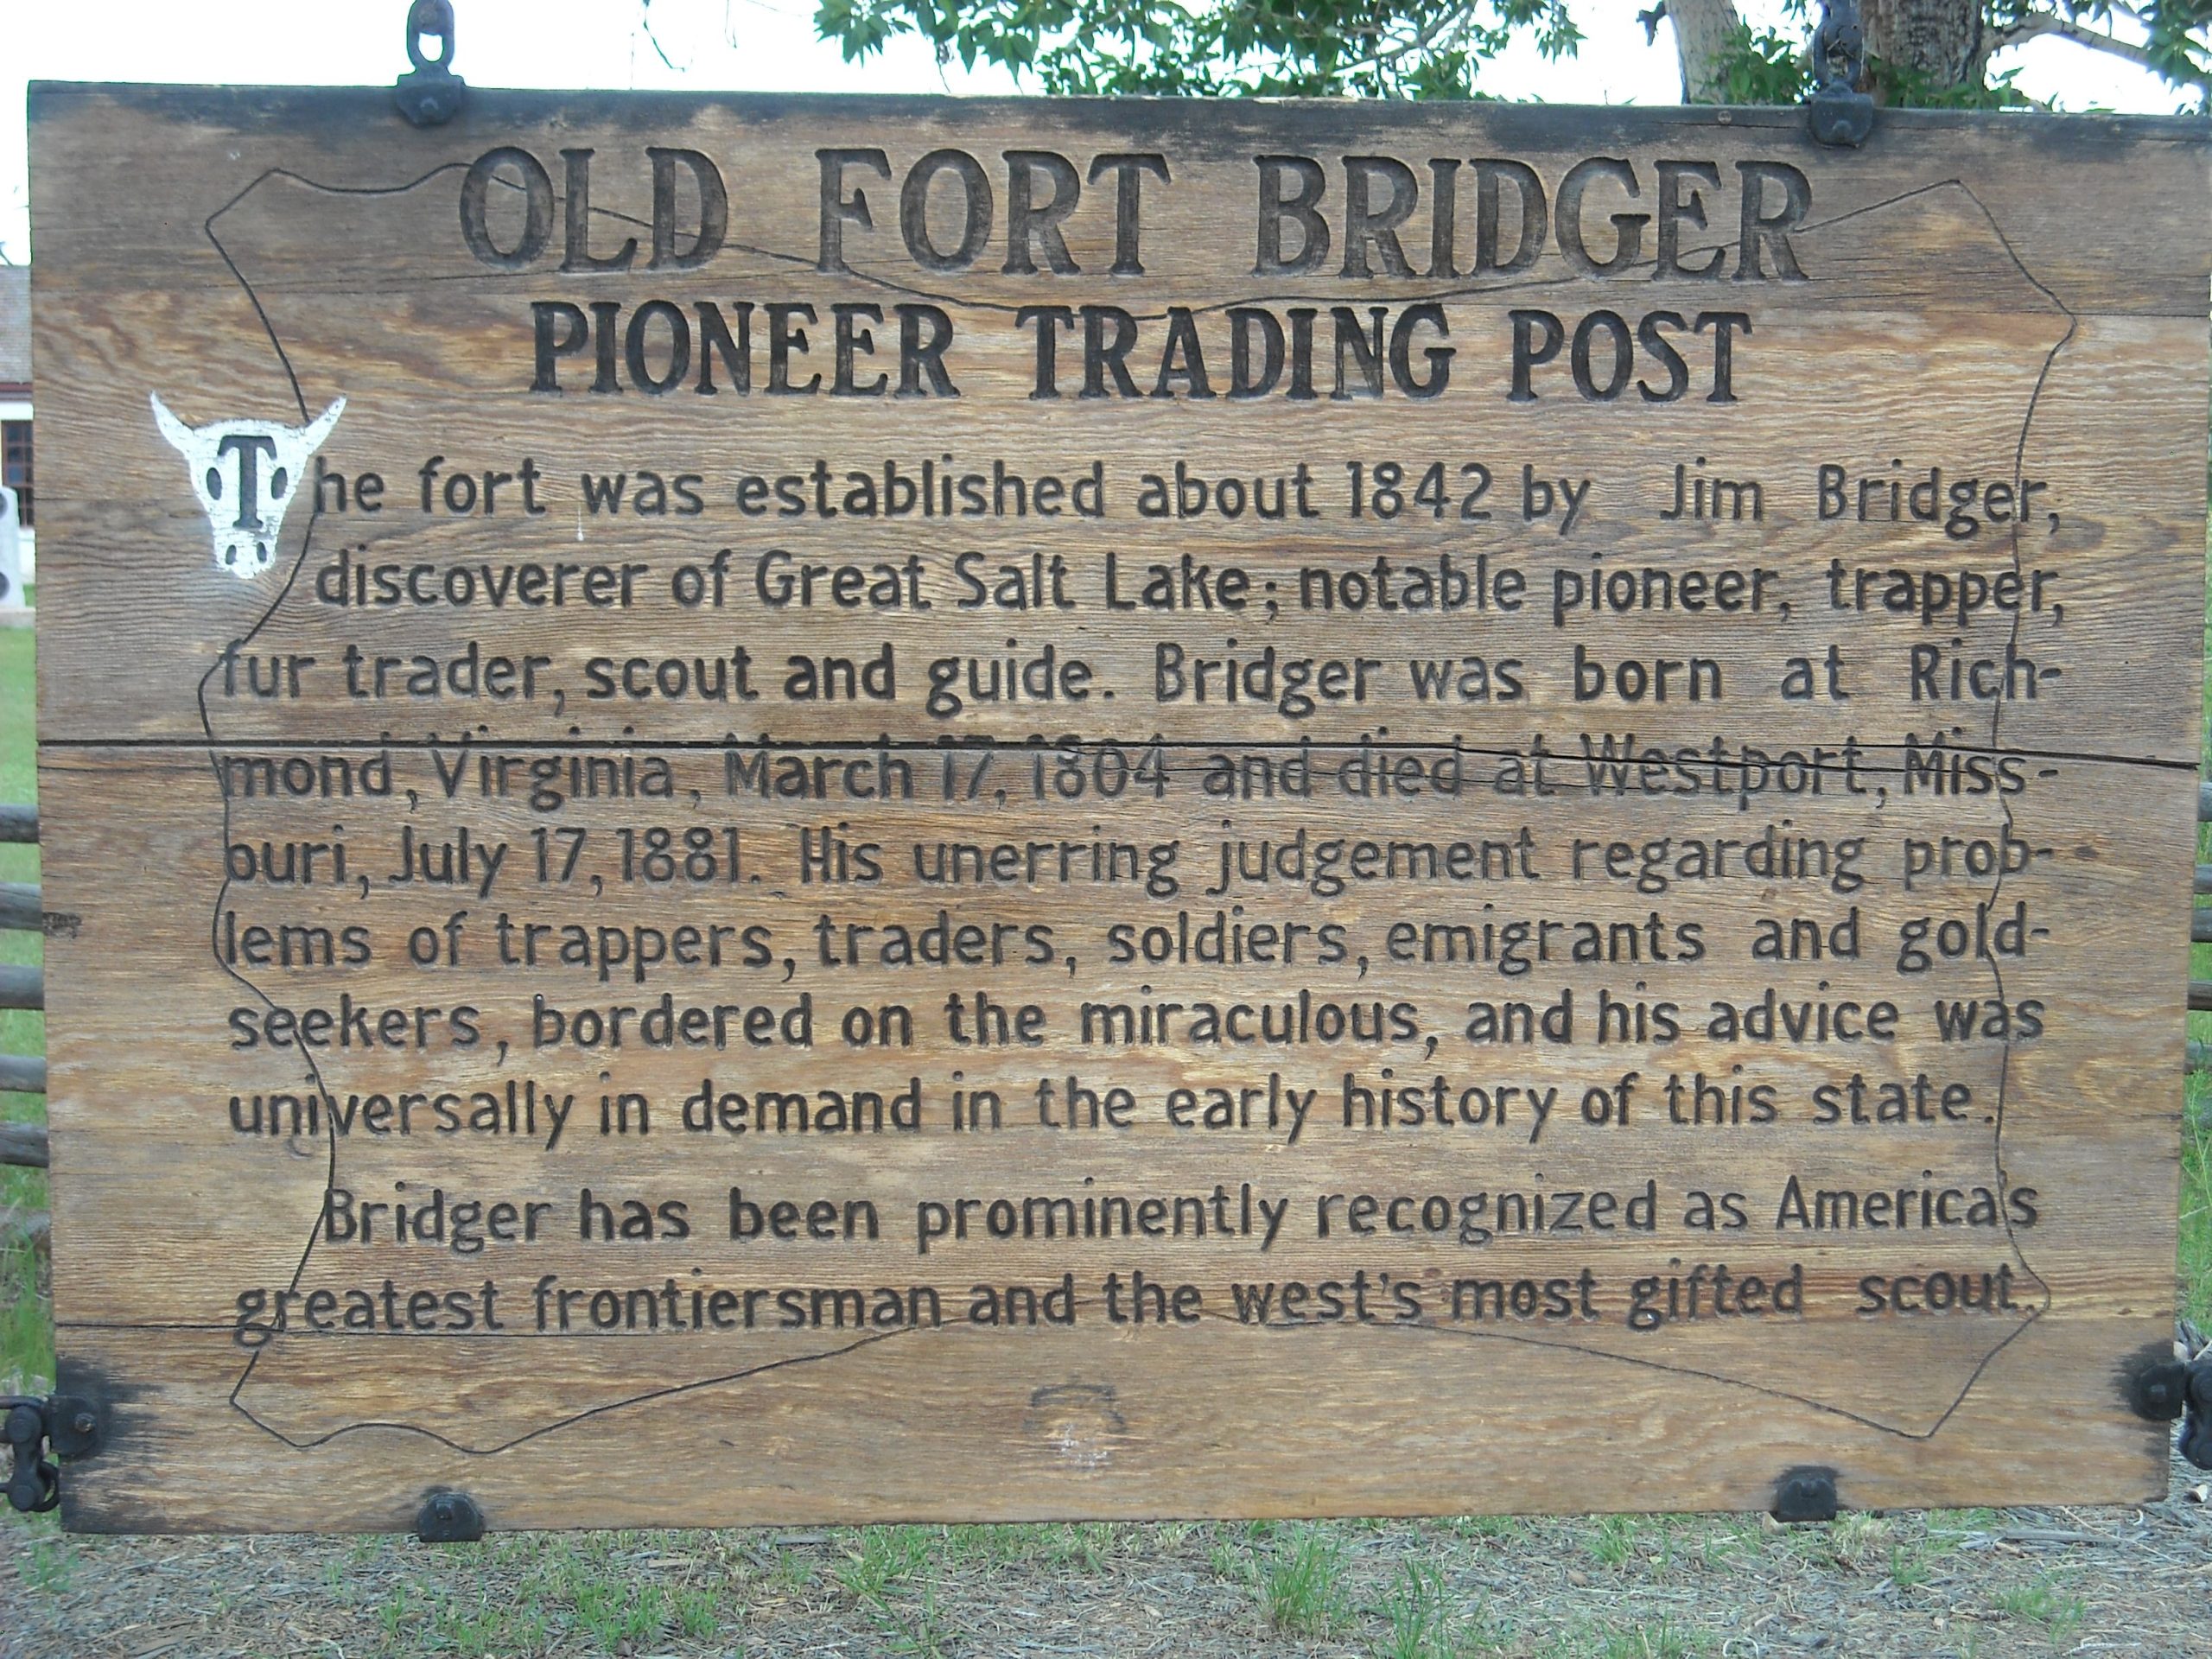 OLD FORT BRIDGER
PIONEER TRADING POST
The fort was established about 1842 by Jim Bridger,
discoverer of Great Salt Lake; notable pioneer, trapper,
fur trader, scout and guide. Bridger was born at Rich-
mond, Virginia, March 17, 1804 and died at Westport, Miss-
ouri, July 17, 1881. His unerring judgement regarding prob-
lems of trappers, traders, soldiers, emigrants and gold-
seekers, bordered on the miraculous, and his advice was
universally in demand in the early history of this state.
Bridger has been prominently recognized as America's
greatest frontiersman and the west's most gifted scout.